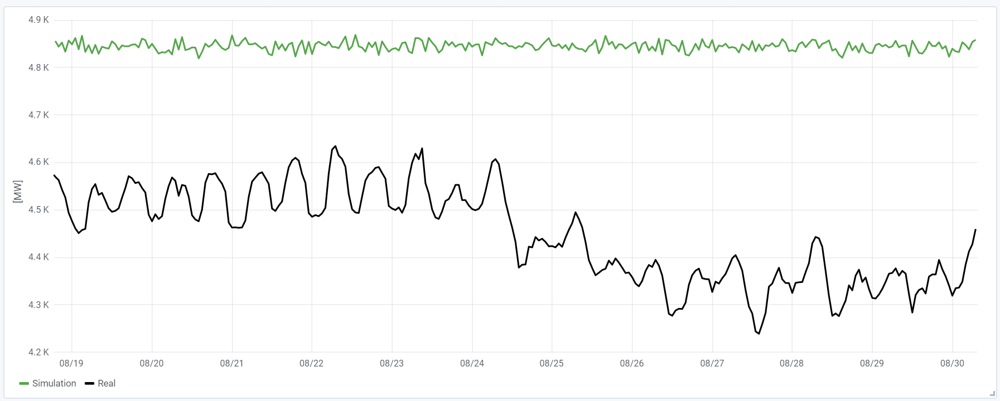 4.9 K
4.8 K
4.7 K
4.6 K
4.5 K
4.4 K
4.3 K
4.2 K
[MW]
08/19 08/20 08/21 08/22 08/23 08/24 08/25 08/26 08/27 08/28 08/29 08/30
Simulation Real